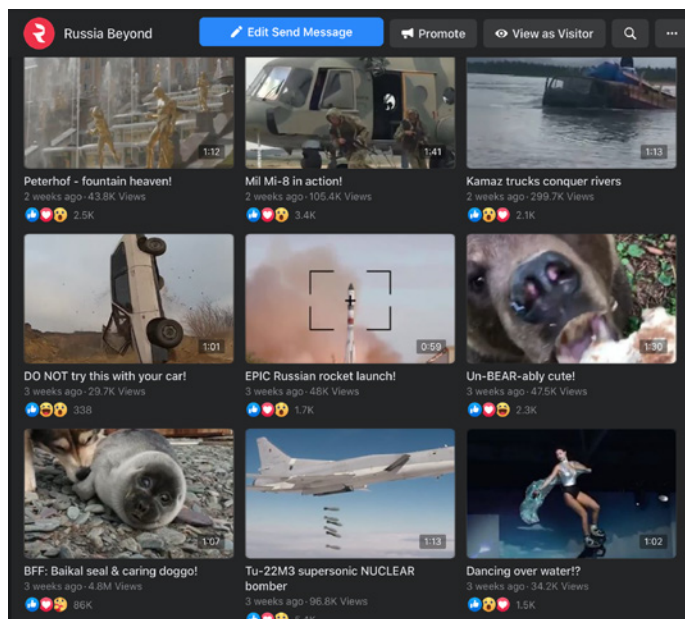 Russia Beyond
Edit Send Message
Promote
View as Visitor
1:12
1:41
1:13
Peterhof - fountain heaven!
Mil Mi-8 in action!
Kamaz trucks conquer rivers
2 weeks ago · 43.8K Views
2 weeks ago · 105.4K Views
2 weeks ago · 299.7K Views
2.5K
3.4K
2.1K
1:01
0:59
1:30
DO NOT try this with your car!
EPIC Russian rocket launch!
Un-BEAR-ably cute!
3 weeks ago · 29.7K Views
3 weeks ago · 48K Views
3 weeks ago · 47.5K Views
338
1.7K
2.3K
1:07
1:13
1:02
BFF: Baikal seal & caring doggo!
Tu-22M3 supersonic NUCLEAR
bomber
Dancing over water!?
3 weeks ago · 4.8M Views
3 weeks ago · 96.8K Views
3 weeks ago · 34.2K Views
86K
1.5K